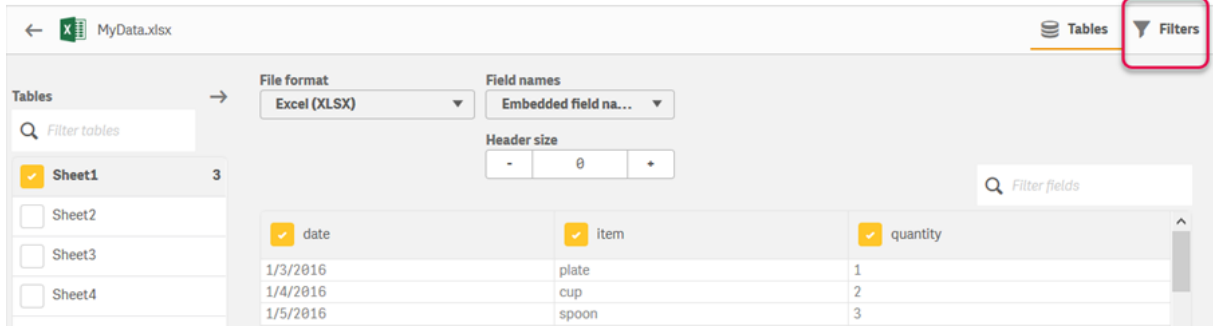 MyData.xlsx
Tables
Filters
Tables
Filter tables
Sheet1 3
Sheet2
Sheet3
Sheet4
File format
Excel (XLSX)
Field names
Embedded field na...
Header size
- 0 +
Filter fields
date item quantity
1/3/2016 plate 1
1/4/2016 cup 2
1/5/2016 spoon 3